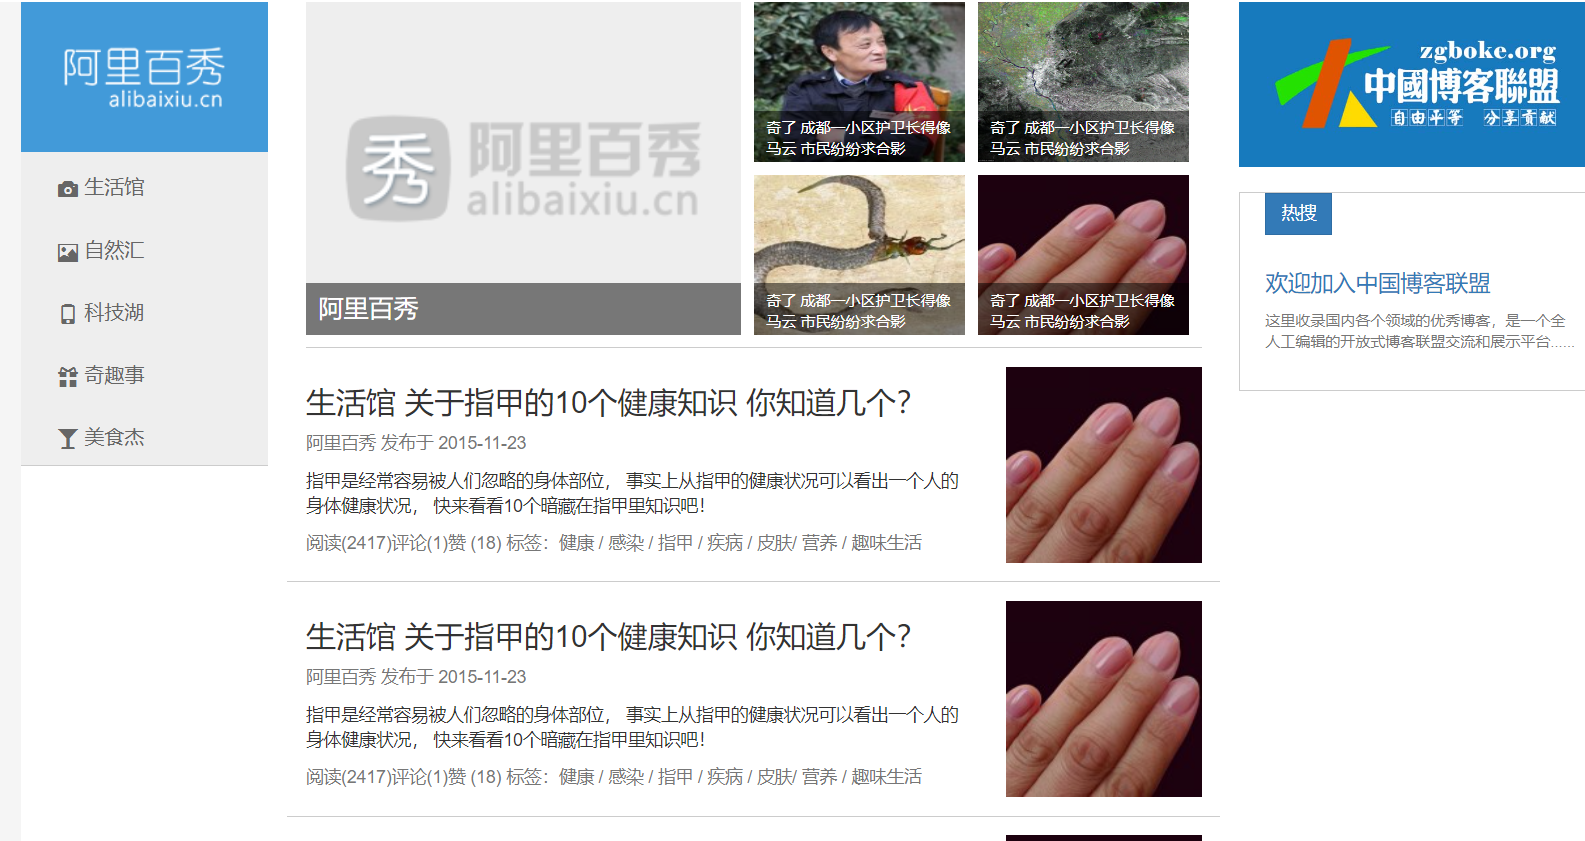 阿里百秀
alibaixiu.cn
生活馆
自然汇
科技湖
奇趣事
美食杰
秀
阿里百秀
alibaixiu.cn
阿里百秀
奇了 成都一小区护卫长得像
马云 市民纷纷求合影
奇了 成都一小区护卫长得像
马云 市民纷纷求合影
奇了 成都一小区护卫长得像
马云 市民纷纷求合影
奇了 成都一小区护卫长得像
马云 市民纷纷求合影
生活馆 关于指甲的10个健康知识 你知道几个？
阿里百秀 发布于 2015-11-23
指甲是经常容易被人们忽略的身体部位， 事实上从指甲的健康状况可以看出一个人的
身体健康状况， 快来看看10个暗藏在指甲里知识吧！
阅读(2417)评论(1)赞 (18) 标签：健康 / 感染 / 指甲 / 疾病 / 皮肤/ 营养 / 趣味生活
生活馆 关于指甲的10个健康知识 你知道几个？
阿里百秀 发布于 2015-11-23
指甲是经常容易被人们忽略的身体部位， 事实上从指甲的健康状况可以看出一个人的
身体健康状况， 快来看看10个暗藏在指甲里知识吧！
阅读(2417)评论(1)赞 (18) 标签：健康 / 感染 / 指甲 / 疾病 / 皮肤/ 营养 / 趣味生活
zgboke.org
中國博客聯盟
自由平等 分享貢献
热搜
欢迎加入中国博客联盟
这里收录国内各个领域的优秀博客，是一个全
人工编辑的开放式博客联盟交流和展示平台......